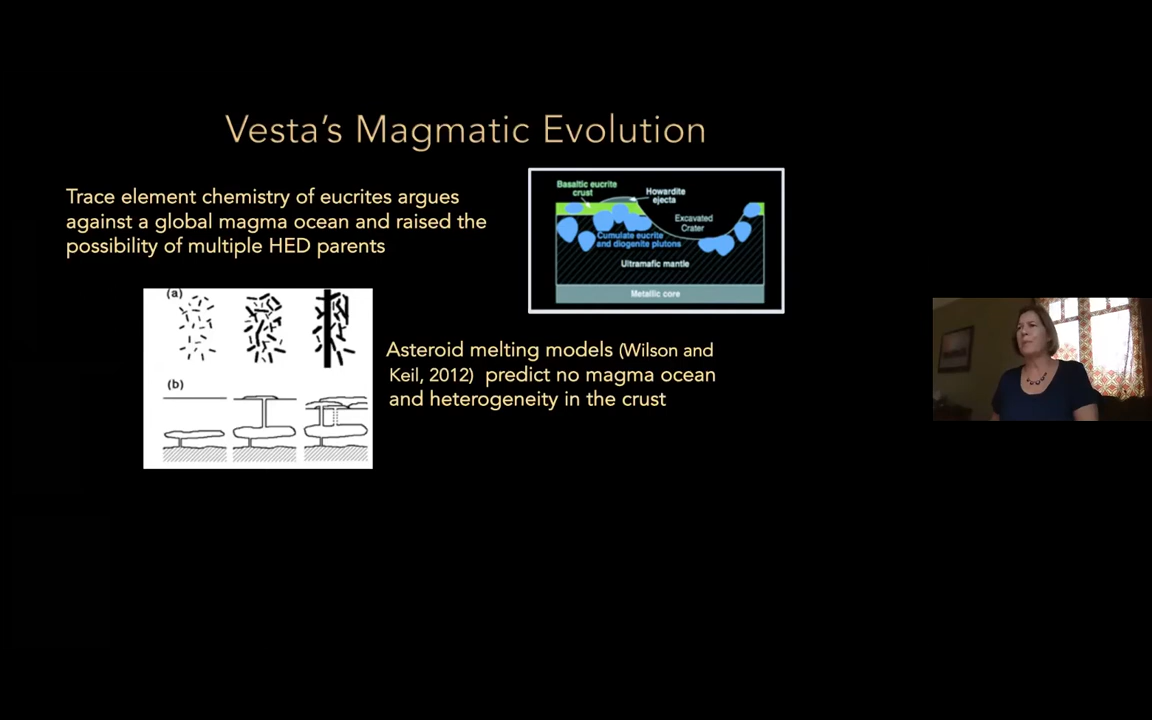 Vesta's Magmatic Evolution
Trace element chemistry of eucrites argues
against a global magma ocean and raised the
possibility of multiple HED parents
Basaltic eucrite
crust
Howardite
ejecta
Excavated
Crater
Cumulate eucrite
and diogenite plutons
Ultramafic mantle
Metallic core
(a)
(b)
Asteroid melting models (Wilson and
Keil, 2012) predict no magma ocean
and heterogeneity in the crust